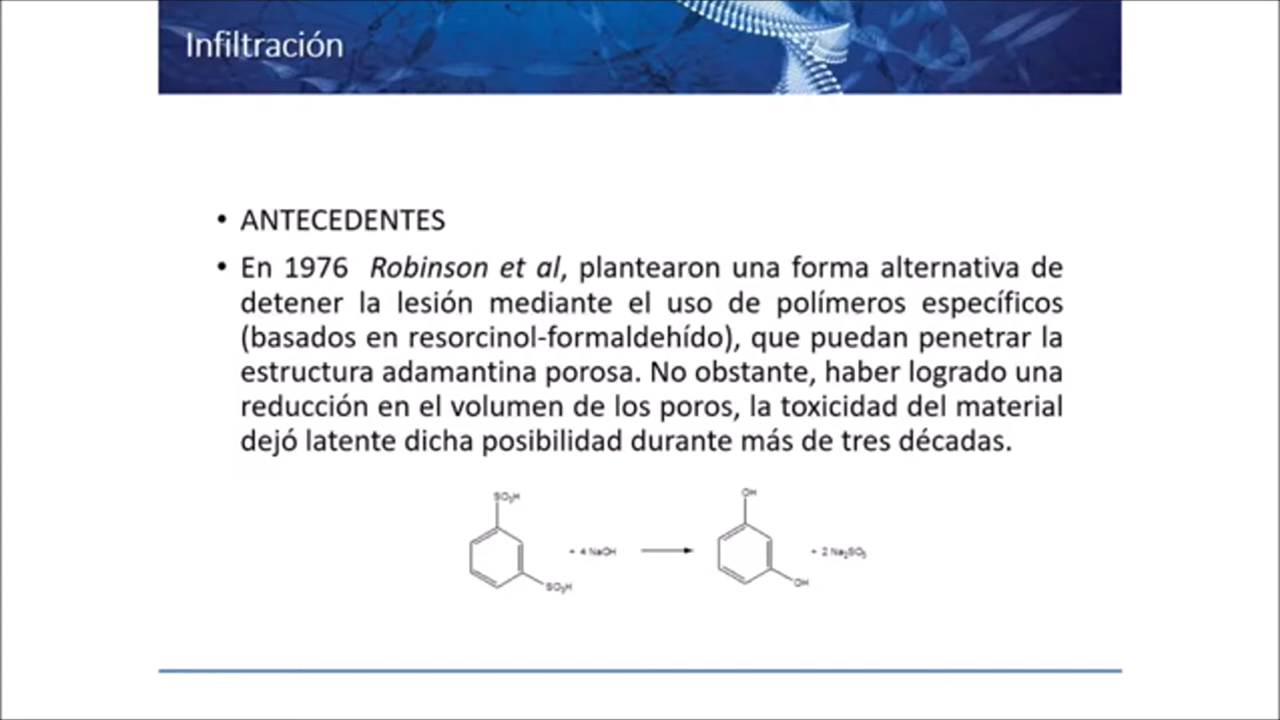 Infiltración
• ANTECEDENTES
• En 1976 Robinson et al, plantearon una forma alternativa de
detener la lesión mediante el uso de polímeros específicos
(basados en resorcinol-formaldehído), que puedan penetrar la
estructura adamantina porosa. No obstante, haber logrado una
reducción en el volumen de los poros, la toxicidad del material
dejó latente dicha posibilidad durante más de tres décadas.
SO₃H
OH
+ 4 NaOH
+ 2 Na₂SO₃
SO₃H
OH